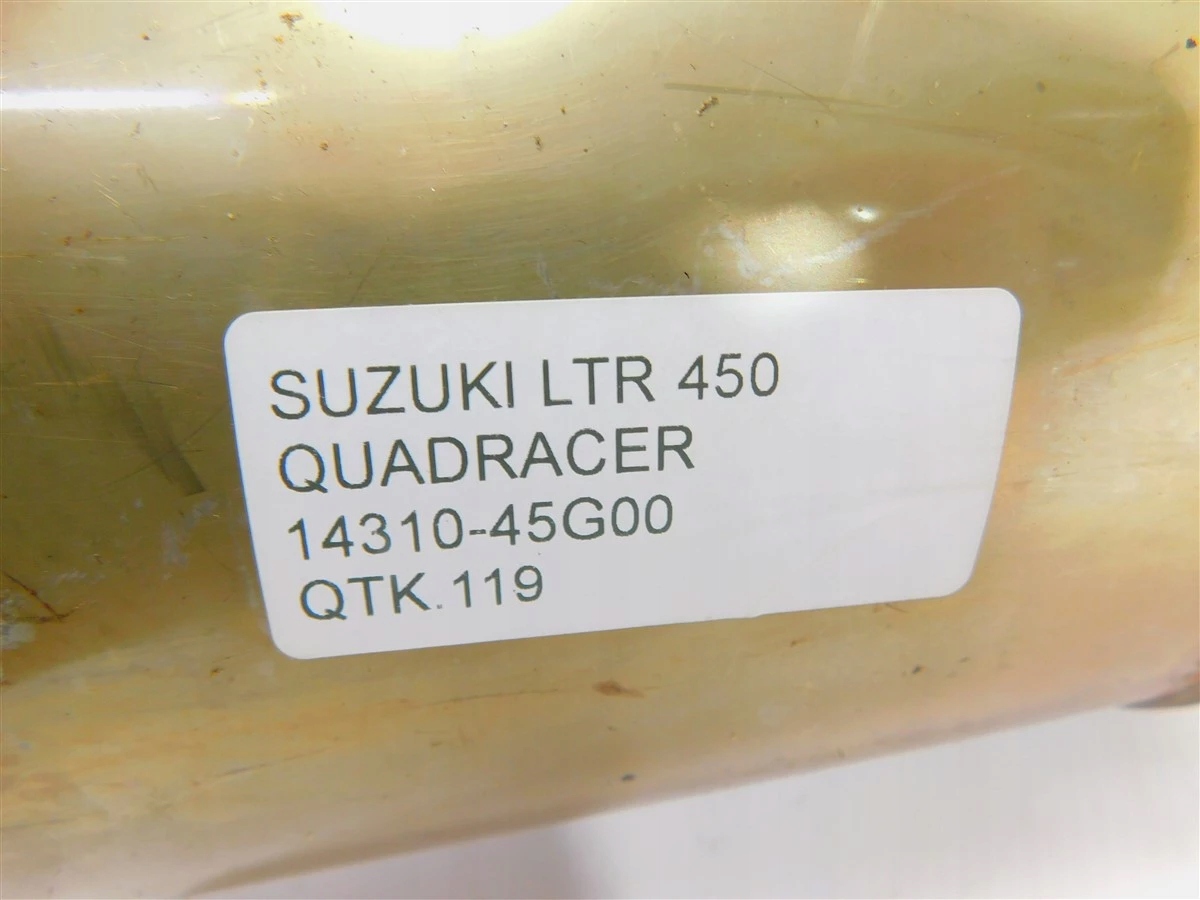 SUZUKI LTR 450
QUADRACER
14310-45G00
QTK.119